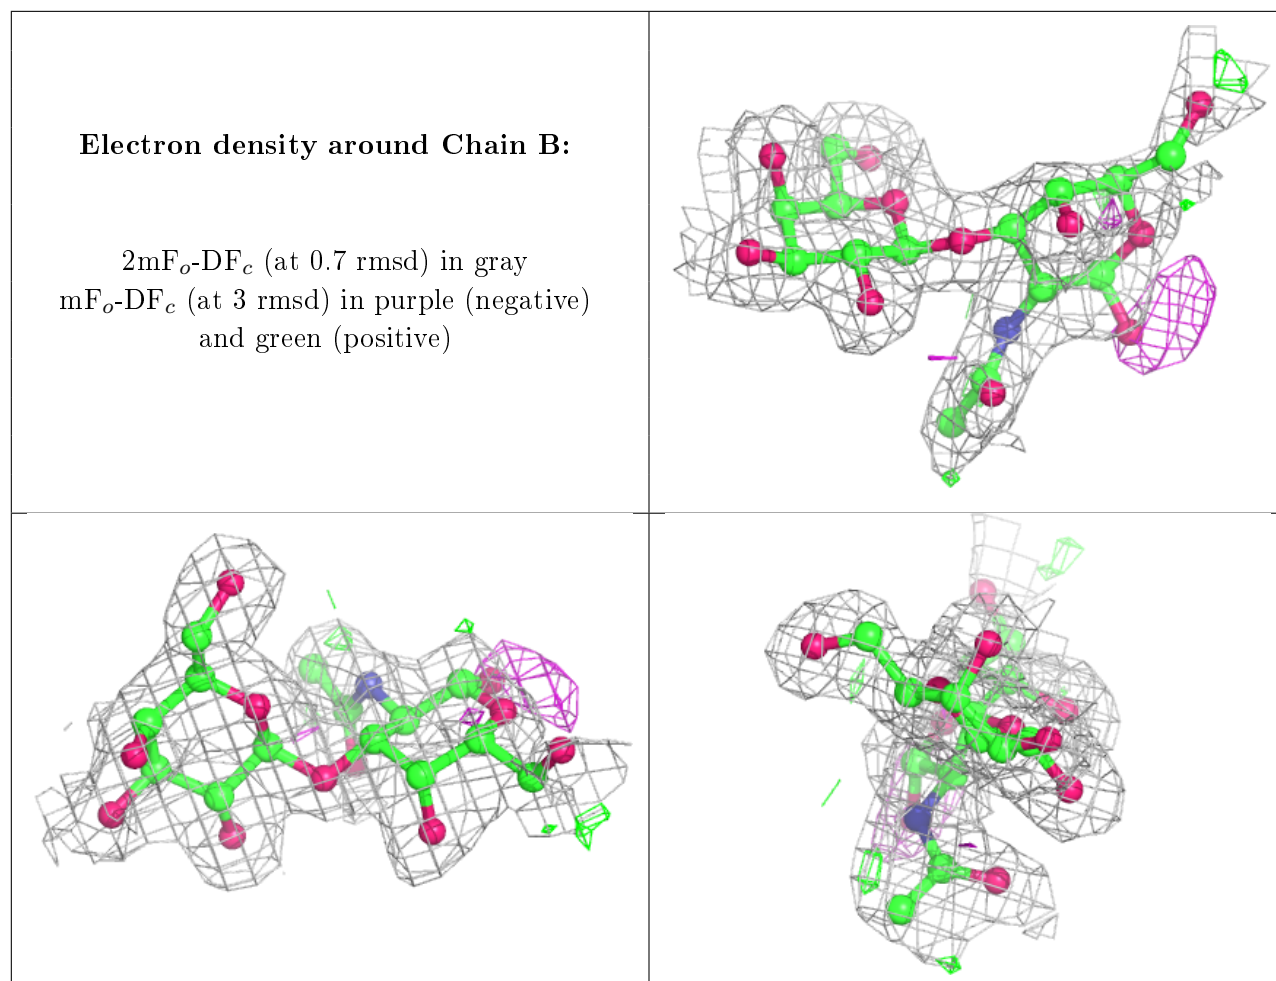 Electron density around Chain B:
2mFo-DFc (at 0.7 rmsd) in gray
mFo-DFc (at 3 rmsd) in purple (negative)
and green (positive)